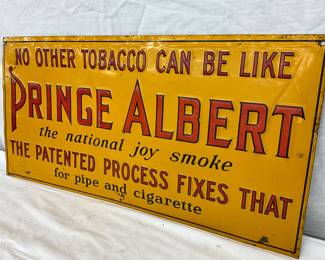 NO OTHER TOBACCO CAN BE LIKE
PRINGE ALBERT
the national joy smoke
THE PATENTED PROCESS FIXES THAT
for pipe and cigarette